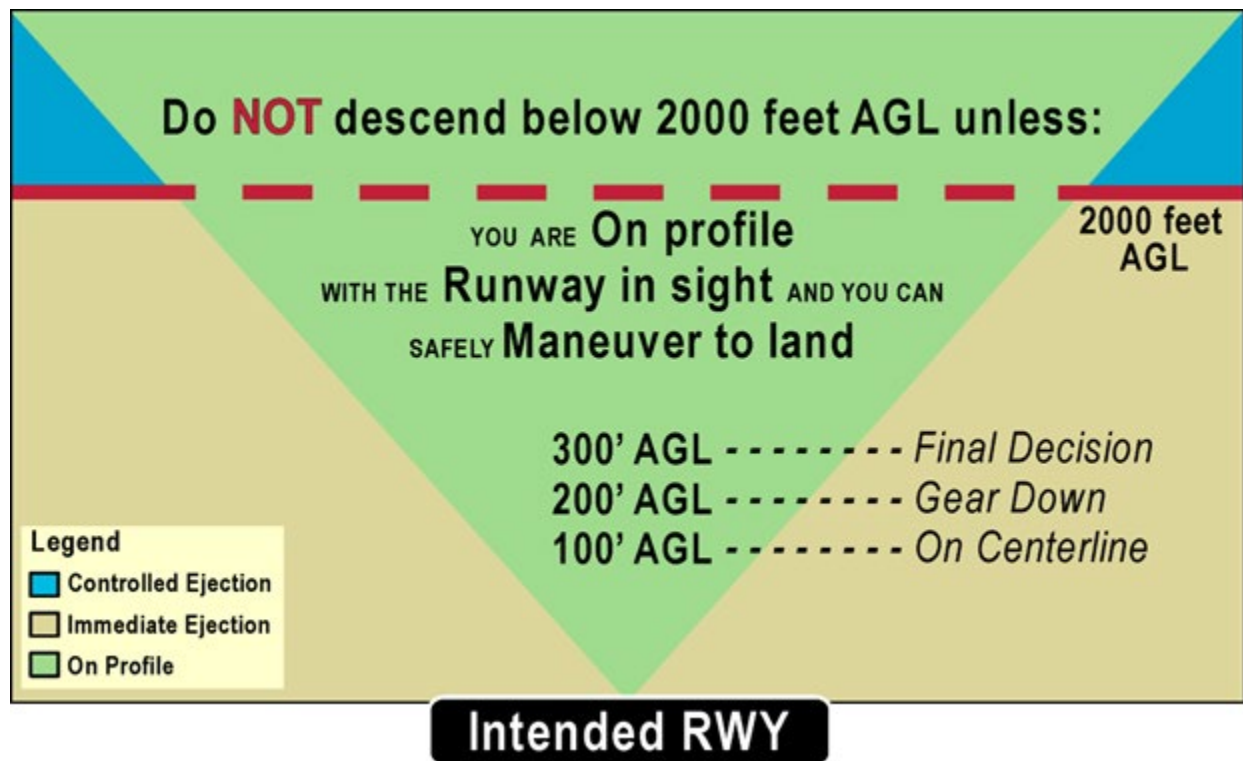 Do NOT descend below 2000 feet AGL unless:
YOU ARE On profile
WITH THE Runway in sight AND YOU CAN
SAFELY Maneuver to land
2000 feet
AGL
300' AGL - - - - - - - - Final Decision
200' AGL - - - - - - - - Gear Down
100' AGL - - - - - - - - On Centerline
Legend
Controlled Ejection
Immediate Ejection
On Profile
Intended RWY